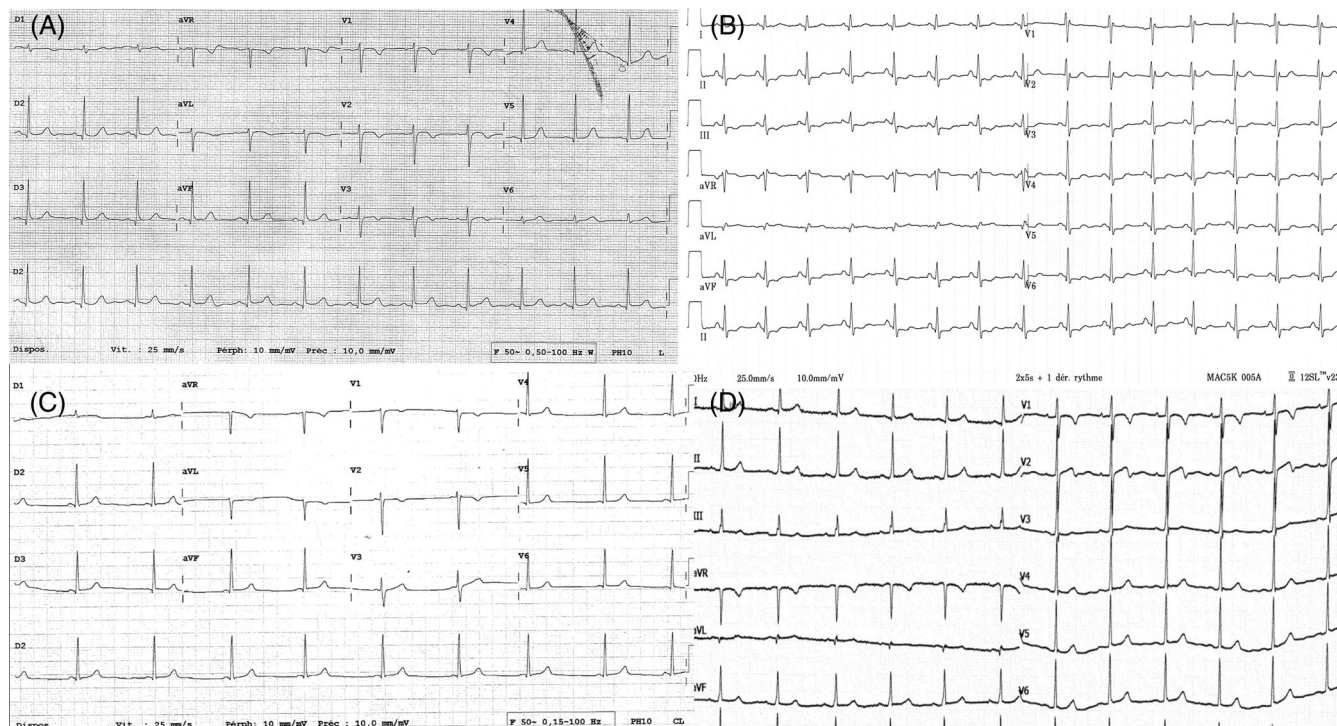 (A)
D1 aVR V1 V4
D2 aVL V2 V5
D3 aVF V3 V6
D2
Dispos. Vit. : 25 mm/s Périph: 10 mm/mV Préc : 10,0 mm/mV F 50~ 0,50-100 Hz W PH10 L
(B)
I V1
II V2
III V3
aVR V4
aVL V5
aVF V6
II
(C)
D1 aVR V1 V4
D2 aVL V2 V5
D3 aVF V3 V6
D2
Dispos. Vit. : 25 mm/s Périph: 10 mm/mV Préc : 10,0 mm/mV F 50~ 0,15-100 Hz PH10 CL
(D)
25.0mm/s 10.0mm/mV 2x5s + 1 dér. rythme MAC5K 005A 12SL™
V1
II V2
III V3
aVR V4
aVL V5
aVF V6